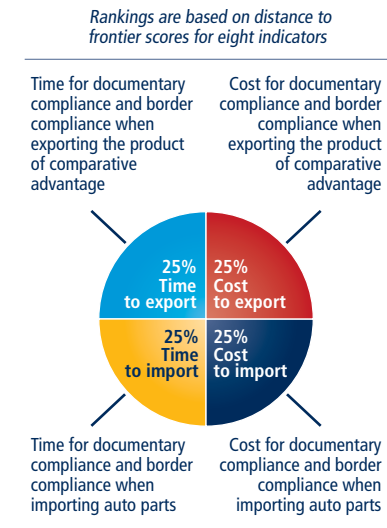 Rankings are based on distance to
frontier scores for eight indicators
Time for documentary
compliance and border
compliance when
exporting the product
of comparative
advantage
Cost for documentary
compliance and border
compliance when
exporting the product
of comparative
advantage
25%
Time
to export
25%
Cost
to export
25%
Time
to import
25%
Cost
to import
Time for documentary
compliance and border
compliance when
importing auto parts
Cost for documentary
compliance and border
compliance when
importing auto parts